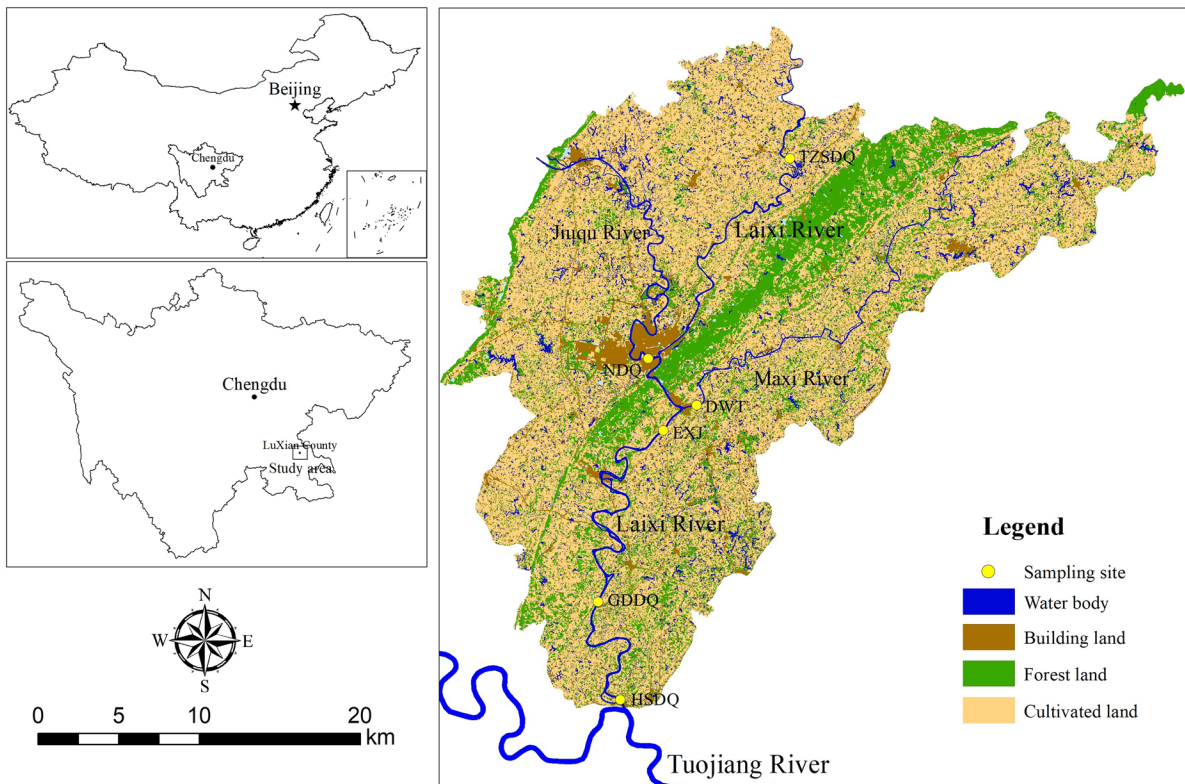 Beijing
Chengdu
Chengdu
LuXian County
Study area
N
W
E
S
0
5
10
20
km
TZSDQ
Jiuqu River
Laixi River
NDQ
Maxi River
DWT
EXJ
Laixi River
GDDQ
HSDQ
Tuojiang River
Legend
Sampling site
Water body
Building land
Forest land
Cultivated land